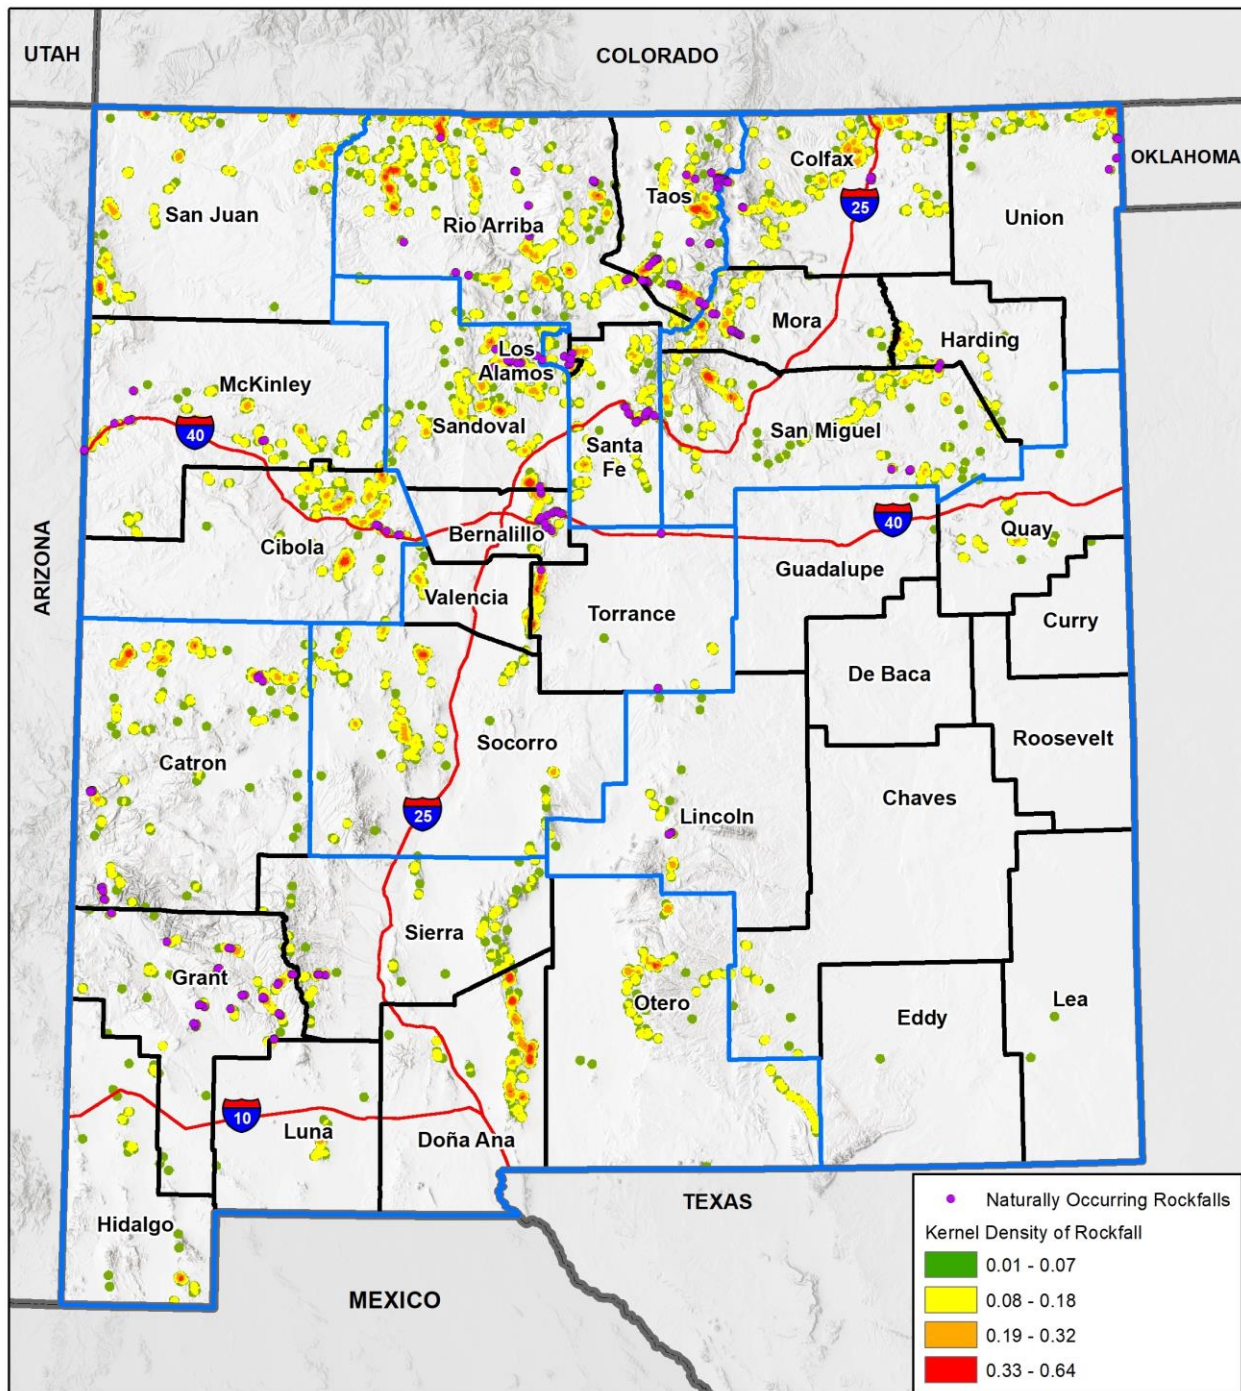 UTAH
COLORADO
OKLAHOMA
Colfax
San Juan
Rio Arriba
Taos
25
Union
Mora
Harding
Los
Alamos
McKinley
40
Sandoval
San Miguel
Santa
Fe
ARIZONA
Cibola
Bernalillo
40
Quay
Valencia
Torrance
Guadalupe
Curry
De Baca
Catron
Socorro
Roosevelt
25
Lincoln
Chaves
Sierra
Grant
Otero
Eddy
Lea
10
Luna
Doña Ana
Hidalgo
MEXICO
TEXAS
Naturally Occurring Rockfalls
Kernel Density of Rockfall
0.01 - 0.07
0.08 - 0.18
0.19 - 0.32
0.33 - 0.64